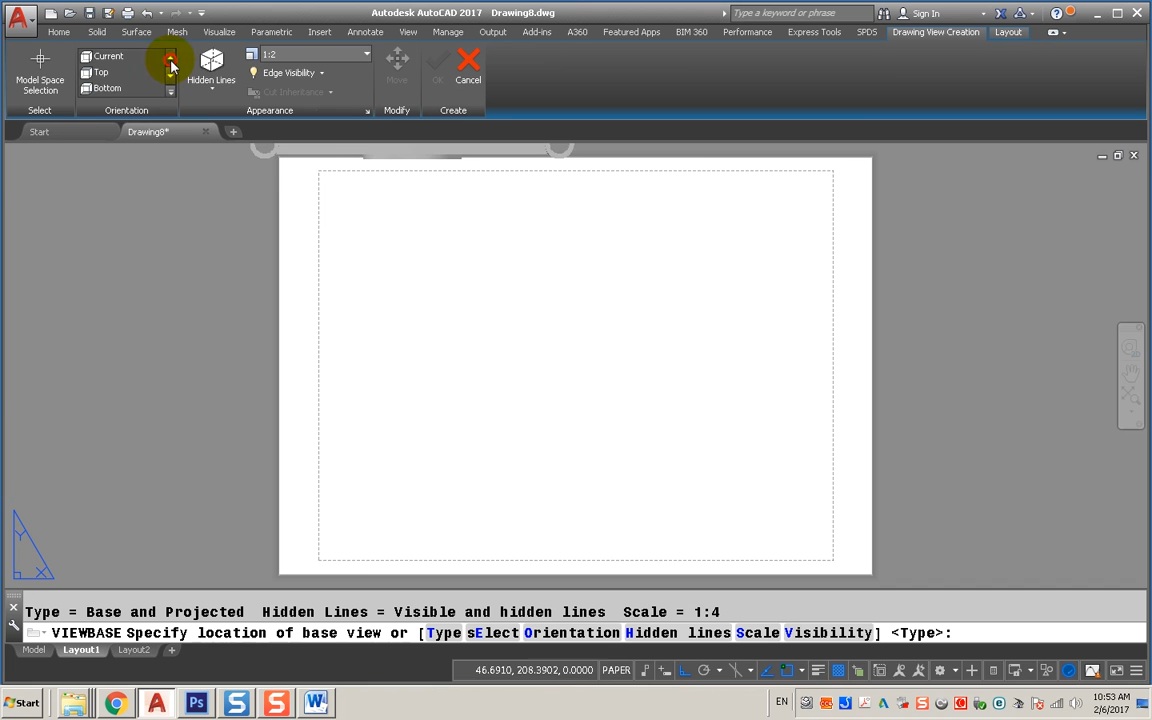 Autodesk AutoCAD 2017 Drawing8.dwg
Type a keyword or phrase
Sign In
Home Solid Surface Mesh Visualize Parametric Insert Annotate View Manage Output Add-ins A360 Featured Apps BIM 360 Performance Express Tools SPDS Drawing View Creation Layout
Current
Top
Bottom
Model Space
Selection
Hidden Lines
1:2
Edge Visibility
Cut Inheritance
Move
OK
Cancel
Select Orientation Appearance Modify Create
Start Drawing8*
Y
X
Type = Base and Projected Hidden Lines = Visible and hidden lines Scale = 1:4
VIEWBASE Specify location of base view or [Type sElect Orientation Hidden lines Scale Visibility] <Type>:
Model Layout1 Layout2 +
46.6910, 208.3902, 0.0000 PAPER
Start
EN
10:53 AM
2/6/2017